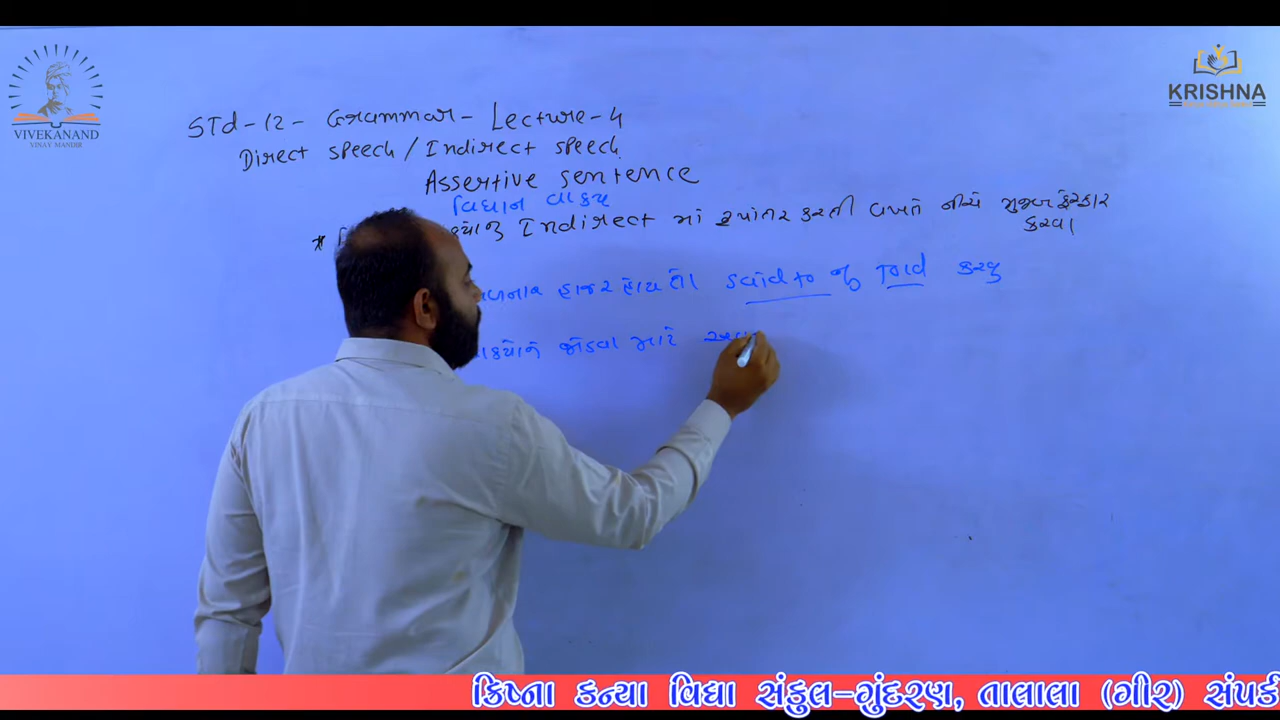 VIVEKANAND
VINAY MANDIR
KRISHNA
STd-12- Grammar- Lecture-4
Direct speech / Indirect speech
Assertive sentence
વિધાન વાક્ય
* Indirect માં રૂપાંતર કરતી વખતે નીચે મુજબ ફેરફાર
કરવા
હાજર હોય તો said to નું told કરવું
વાક્યોને જોડવા માટે
ક્રિષ્ના કન્યા વિદ્યા સંકુલ-ગુંદરણ, તાલાલા (ગીર) સંપર્ક